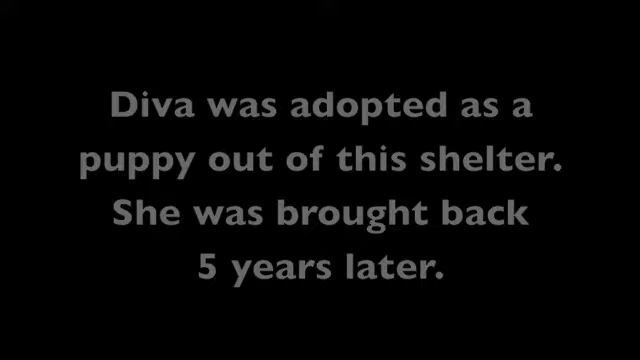 Diva was adopted as a
puppy out of this shelter.
She was brought back
5 years later.